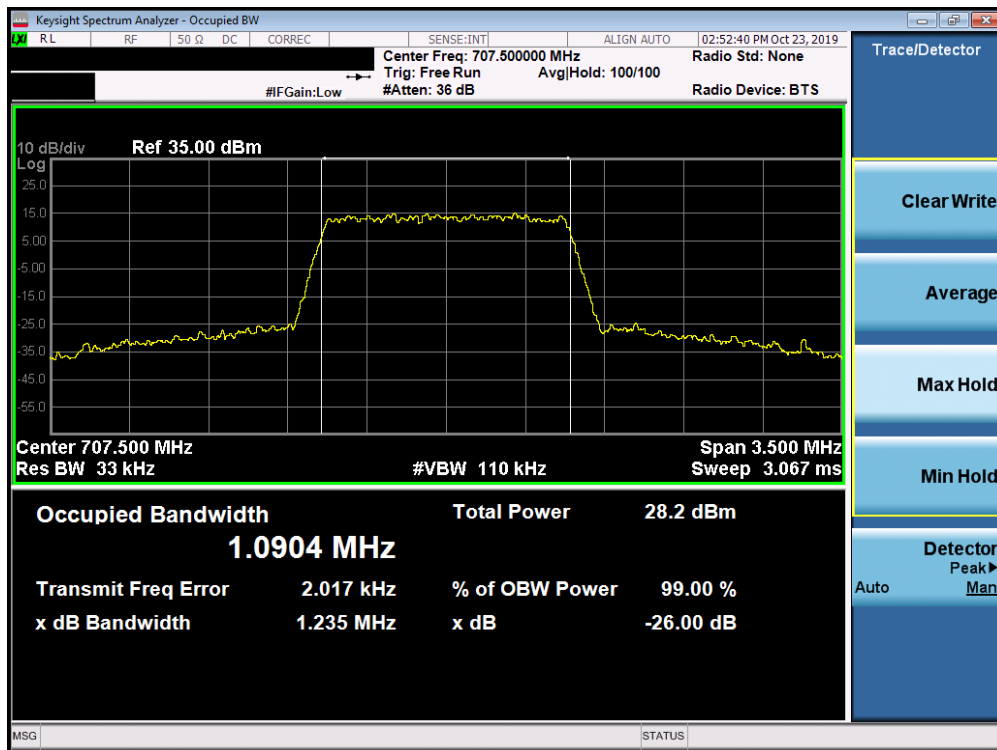 Keysight Spectrum Analyzer - Occupied BW
LXI RL RF 50 Ω DC CORREC SENSE:INT ALIGN AUTO 02:52:40 PM Oct 23, 2019
Center Freq: 707.500000 MHz Radio Std: None
Trig: Free Run Avg|Hold: 100/100
#IFGain:Low #Atten: 36 dB Radio Device: BTS
Trace/Detector
10 dB/div Ref 35.00 dBm
Log
25.0
15.0
5.00
-5.00
-15.0
-25.0
-35.0
-45.0
-55.0
Center 707.500 MHz Span 3.500 MHz
Res BW 33 kHz #VBW 110 kHz Sweep 3.067 ms
Occupied Bandwidth Total Power 28.2 dBm
1.0904 MHz
Transmit Freq Error 2.017 kHz % of OBW Power 99.00 %
x dB Bandwidth 1.235 MHz x dB -26.00 dB
Clear Write
Average
Max Hold
Min Hold
Detector
Peak▶
Auto Man
MSG STATUS